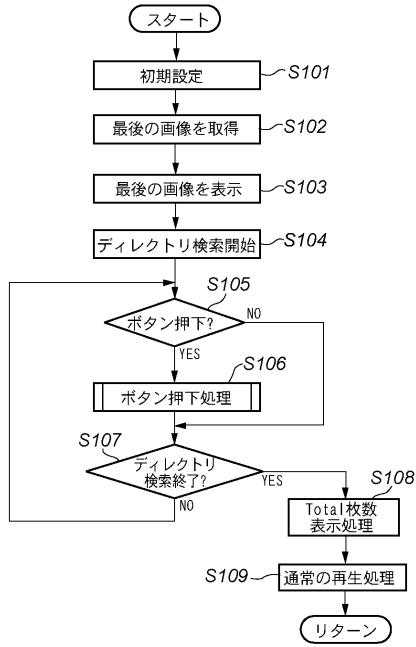 スタート
初期設定
S101
最後の画像を取得
S102
最後の画像を表示
S103
ディレクトリ検索開始
S104
ボタン押下?
S105
NO
YES
ボタン押下処理
S106
ディレクトリ
検索終了?
S107
YES
NO
Total枚数
表示処理
S108
通常の再生処理
S109
リターン